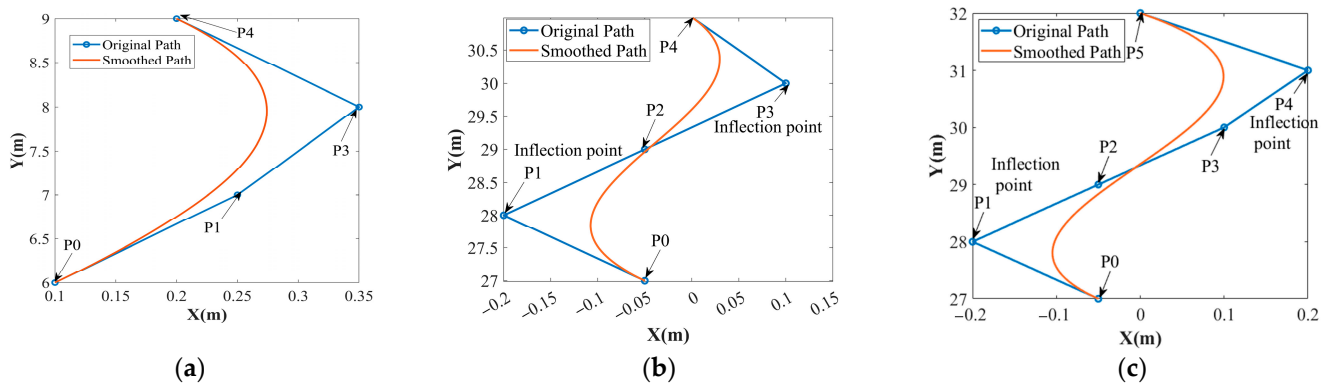 9
8.5
8
7.5
7
6.5
6
Y(m)
0.1
0.15
0.2
0.25
0.3
0.35
X(m)
Original Path
Smoothed Path
P4
P3
P1
P0
(a)
30.5
30
29.5
29
28.5
28
27.5
27
Y(m)
−0.2
−0.15
−0.1
−0.05
0
0.05
0.1
0.15
X(m)
Original Path
Smoothed Path
P4
P3
Inflection point
P2
Inflection point
P1
P0
(b)
32
31
30
29
28
27
Y(m)
−0.2
−0.1
0
0.1
0.2
X(m)
Original Path
Smoothed Path
P5
P4
Inflection
point
P3
P2
Inflection
point
P1
P0
(c)